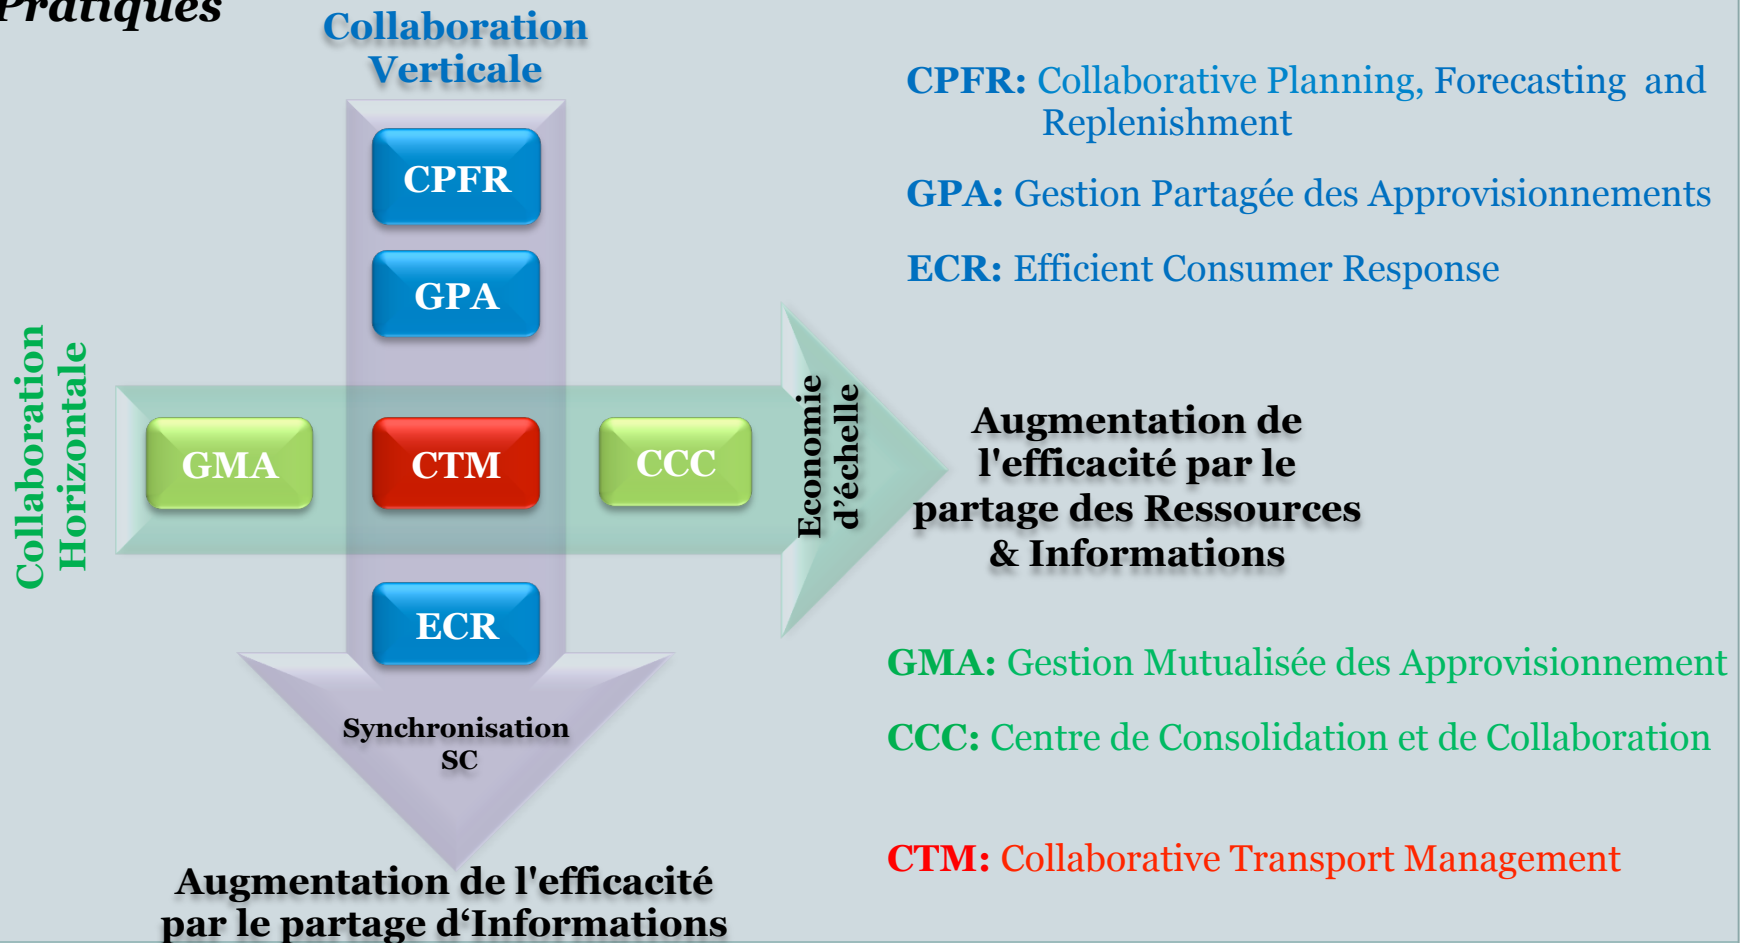 Pratiques
Collaboration
Verticale
CPFR
GPA
Collaboration
Horizontale
GMA
CTM
CCC
Economie
d’échelle
ECR
Synchronisation
SC
Augmentation de l'efficacité
par le partage d‘Informations
CPFR: Collaborative Planning, Forecasting and
Replenishment
GPA: Gestion Partagée des Approvisionnements
ECR: Efficient Consumer Response
Augmentation de
l'efficacité par le
partage des Ressources
& Informations
GMA: Gestion Mutualisée des Approvisionnement
CCC: Centre de Consolidation et de Collaboration
CTM: Collaborative Transport Management